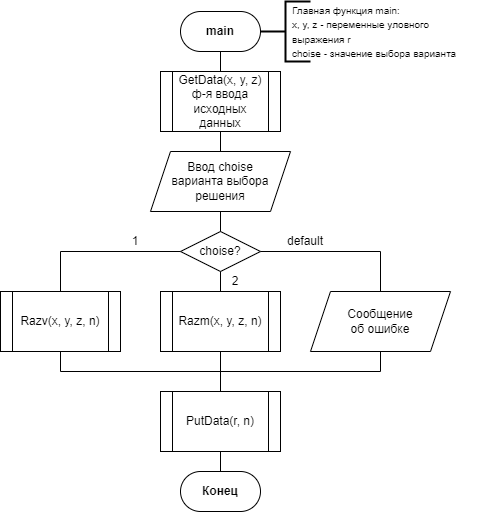 main
Главная функция main:
x, y, z - переменные уловного
выражения r
choise - значение выбора варианта
GetData(x, y, z)
ф-я ввода
исходных
данных
Ввод choise
варианта выбора
решения
choise?
1
2
default
Razv(x, y, z, n)
Razm(x, y, z, n)
Сообщение
об ошибке
PutData(r, n)
Конец